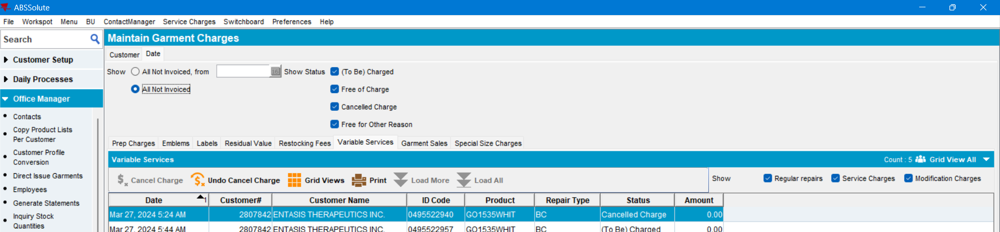 ABSSolute
File Workspot Menu BU ContactManager Service Charges Switchboard Preferences Help
Search
Maintain Garment Charges
Customer Date
Show All Not Invoiced, from 16 Show Status (To Be) Charged
All Not Invoiced Free of Charge
Cancelled Charge
Free for Other Reason
Customer Setup
Daily Processes
Office Manager
Contacts
Copy Product Lists
Per Customer
Customer Profile
Conversion
Direct Issue Garments
Employees
Generate Statements
Inquiry Stock
Quantities
Prep Charges Emblems Labels Residual Value Restocking Fees Variable Services Garment Sales Special Size Charges
Variable Services Count : 5 Grid View All
Cancel Charge Undo Cancel Charge Grid Views Print Load More Load All Show Regular repairs Service Charges Modification Charges
Date 1 Customer# Customer Name ID Code Product Repair Type Status Amount
Mar 27, 2024 5:24 AM 2807842 ENTASIS THERAPEUTICS INC. 0495522940 GO1535WHIT BC Cancelled Charge 0.00
Mar 27, 2024 5:44 AM 2807842 ENTASIS THERAPEUTICS INC. 0495522957 GO1535WHIT BC (To Be) Charged 0.00